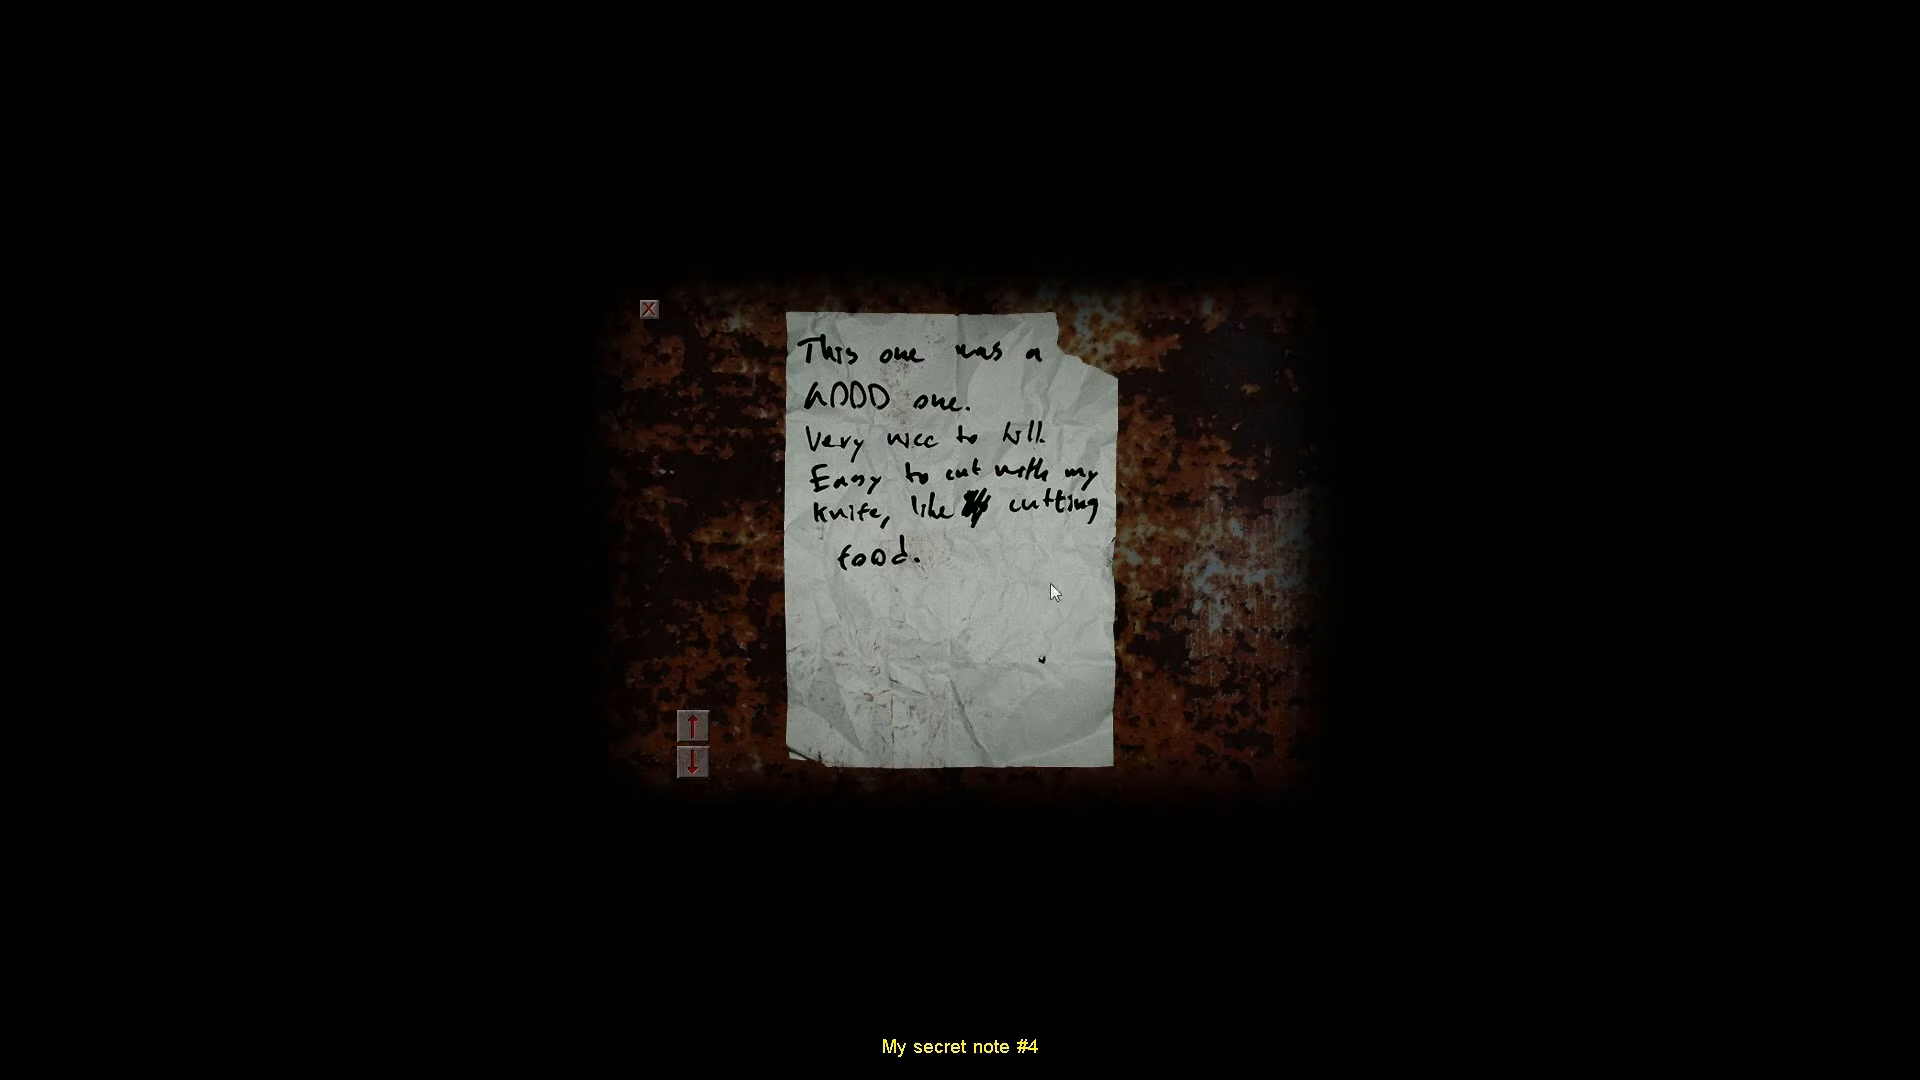 This one was a
GOOD one.
Very nice to kill.
Easy to cut with my
knife, like cutting
food.
My secret note #4